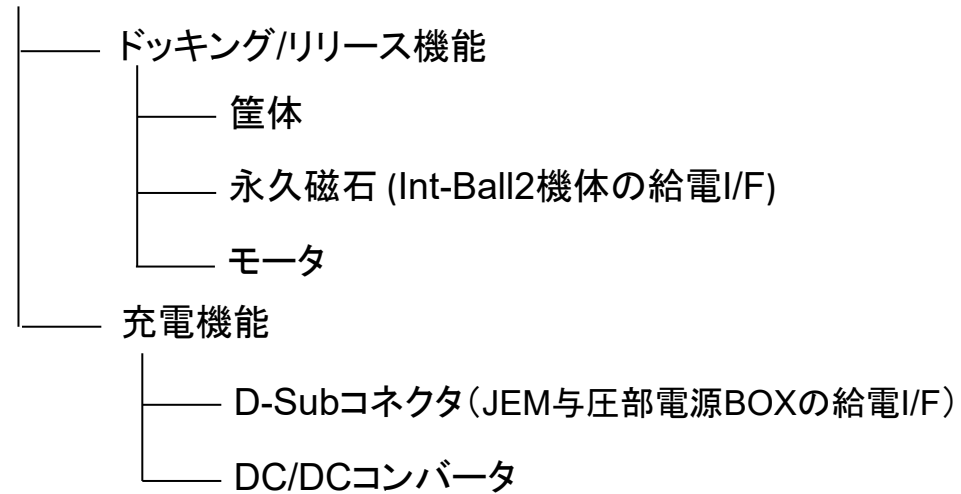 ドッキング/リリース機能
筐体
永久磁石 (Int-Ball2機体の給電I/F)
モータ
充電機能
D-Subコネクタ（JEM与圧部電源BOXの給電I/F）
DC/DCコンバータ